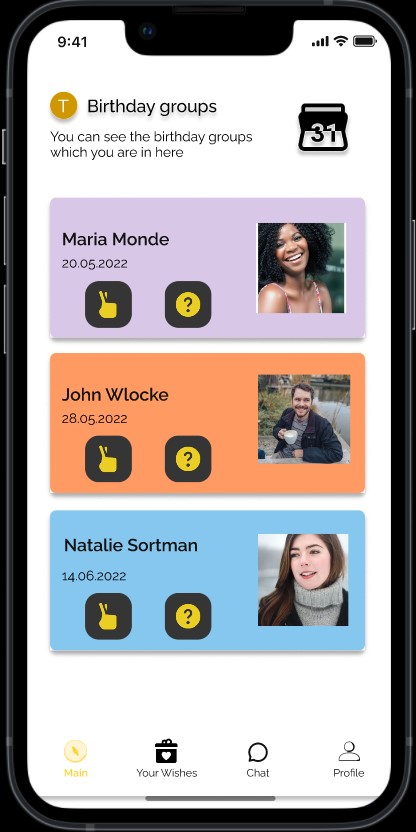 9:41
T Birthday groups
31
You can see the birthday groups
which you are in here
Maria Monde
20.05.2022
?
John Wlocke
28.05.2022
?
Natalie Sortman
14.06.2022
?
Main Your Wishes Chat Profile